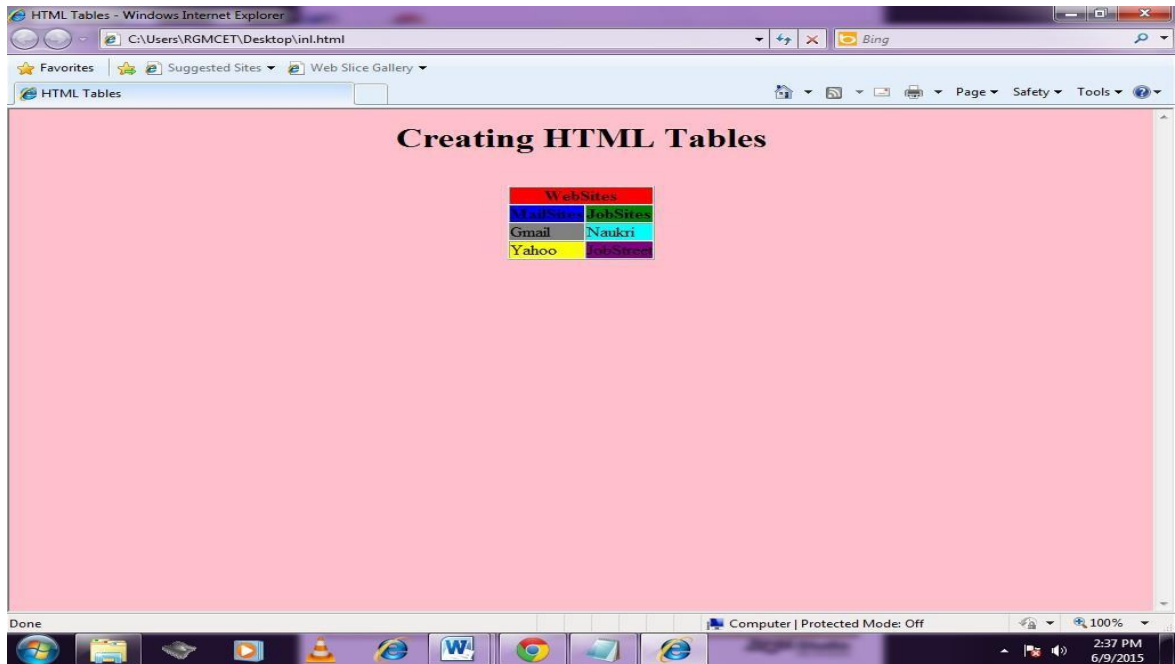 HTML Tables - Windows Internet Explorer
C:\Users\RGMCET\Desktop\inl.html Bing
Favorites Suggested Sites Web Slice Gallery
HTML Tables Page Safety Tools
Creating HTML Tables
WebSites
MailSites JobSites
Gmail Naukri
Yahoo JobStreet
Done Computer | Protected Mode: Off 100%
2:37 PM
6/9/2015